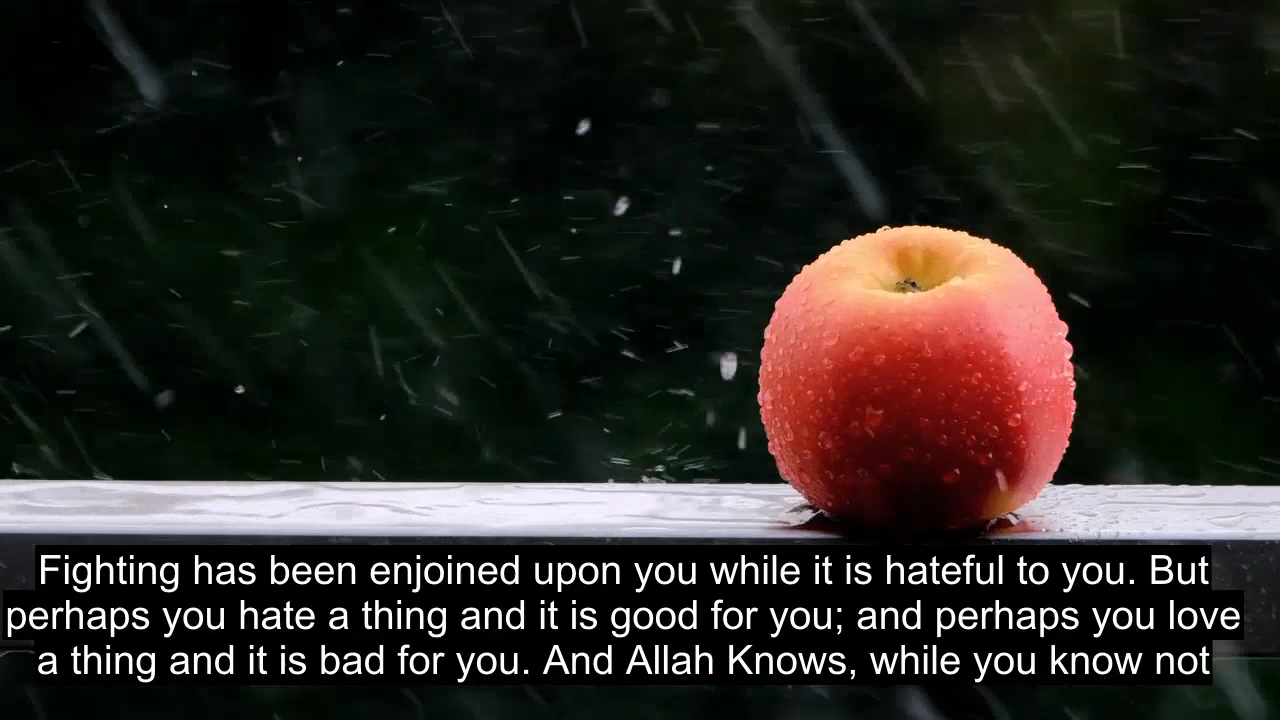 Fighting has been enjoined upon you while it is hateful to you. But
perhaps you hate a thing and it is good for you; and perhaps you love
a thing and it is bad for you. And Allah Knows, while you know not